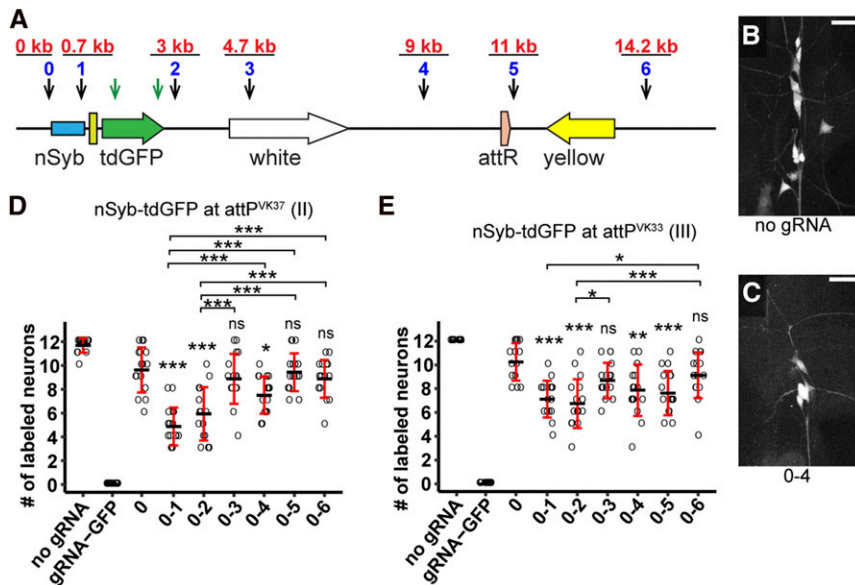 A
0 kb 0.7 kb 3 kb 4.7 kb 9 kb 11 kb 14.2 kb
0 1 2 3 4 5 6
nSyb tdGFP white attR yellow
B
no gRNA
C
0-4
D
nSyb-tdGFP at attP^VK37 (II)
***
***
***
***
***
***
*** *** ns * ns ns
# of labeled neurons
12
10
8
6
4
2
0
no gRNA gRNA–GFP 0 0-1 0-2 0-3 0-4 0-5 0-6
E
nSyb-tdGFP at attP^VK33 (III)
*
***
*
*** *** ns ** *** ns
# of labeled neurons
12
10
8
6
4
2
0
no gRNA gRNA–GFP 0 0-1 0-2 0-3 0-4 0-5 0-6